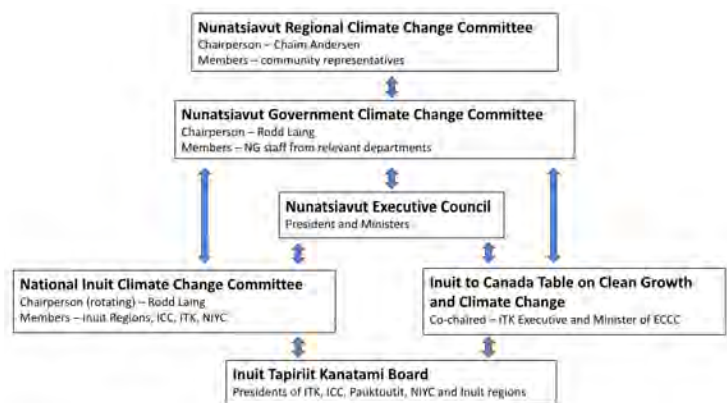 Nunatsiavut Regional Climate Change Committee
Chairperson – Chaim Andersen
Members – community representatives
Nunatsiavut Government Climate Change Committee
Chairperson – Rodd Laing
Members – NG staff from relevant departments
Nunatsiavut Executive Council
President and Ministers
National Inuit Climate Change Committee
Chairperson (rotating) – Rodd Laing
Members – Inuit Regions, ICC, ITK, NIYC
Inuit to Canada Table on Clean Growth
and Climate Change
Co-chaired – ITK Executive and Minister of ECCC
Inuit Tapiriit Kanatami Board
Presidents of ITK, ICC, Pauktuutit, NIYC and Inuit regions